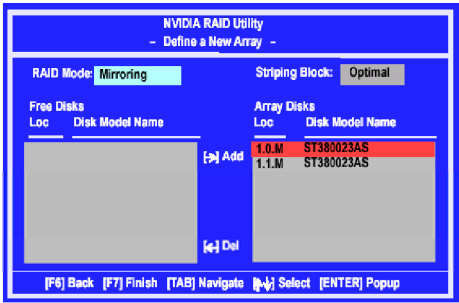 NVIDIA RAID Utility
- Define a New Array -
RAID Mode: Mirroring Striping Block: Optimal
Free Disks Array Disks
Loc Disk Model Name Loc Disk Model Name
[→] Add
1.0.M ST380023AS
1.1.M ST380023AS
[←] Del
[F6] Back [F7] Finish [TAB] Navigate [↑↓] Select [ENTER] Popup